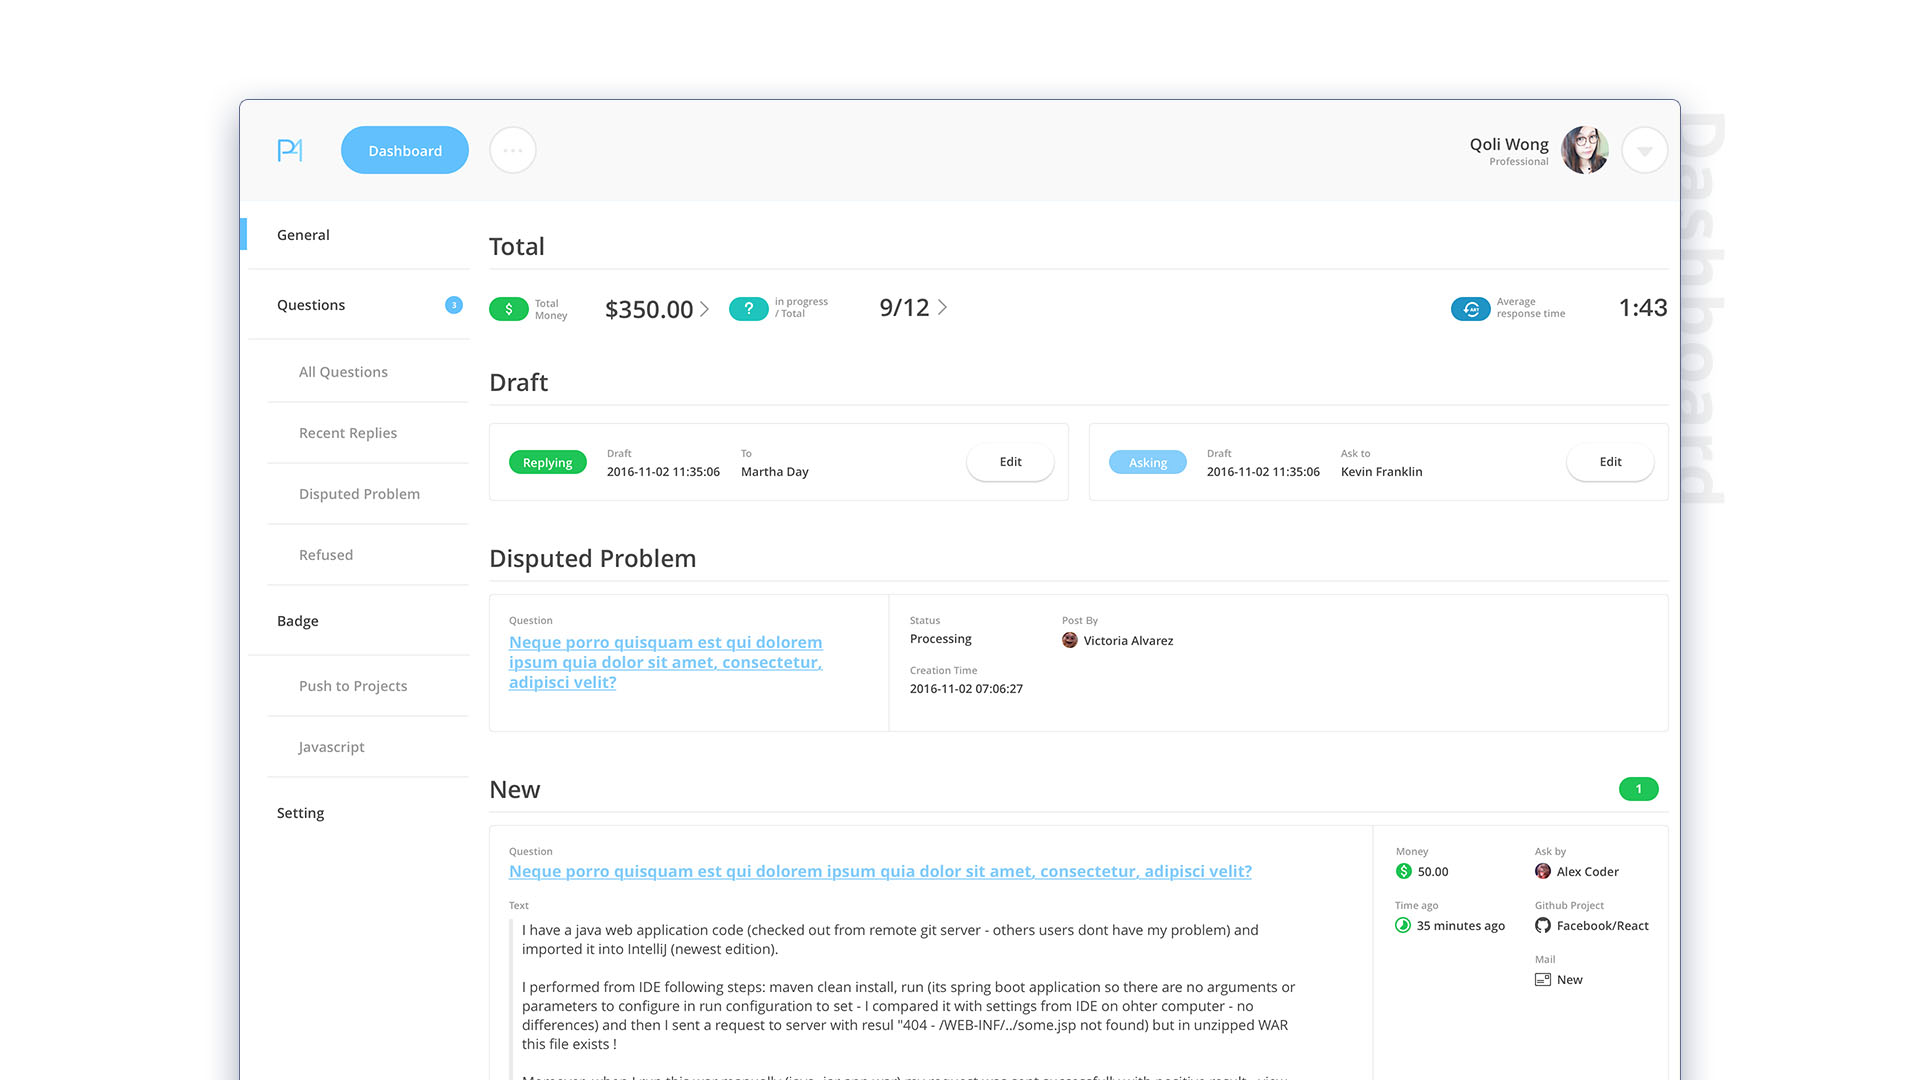 P4
Dashboard
Qoli Wong
Professional
Dashboard
General
Questions
3
All Questions
Recent Replies
Disputed Problem
Refused
Badge
Push to Projects
Javascript
Setting
Total
$
Total
Money
$350.00
?
in progress
/ Total
9/12
ART
Average
response time
1:43
Draft
Replying
Draft
2016-11-02 11:35:06
To
Martha Day
Edit
Asking
Draft
2016-11-02 11:35:06
Ask to
Kevin Franklin
Edit
Disputed Problem
Question
Neque porro quisquam est qui dolorem
ipsum quia dolor sit amet, consectetur,
adipisci velit?
Status
Processing
Post By
Victoria Alvarez
Creation Time
2016-11-02 07:06:27
New
1
Question
Neque porro quisquam est qui dolorem ipsum quia dolor sit amet, consectetur, adipisci velit?
Text
I have a java web application code (checked out from remote git server - others users dont have my problem) and
imported it into IntelliJ (newest edition).
I performed from IDE following steps: maven clean install, run (its spring boot application so there are no arguments or
parameters to configure in run configuration to set - I compared it with settings from IDE on ohter computer - no
differences) and then I sent a request to server with resul "404 - /WEB-INF/../some.jsp not found) but in unzipped WAR
this file exists !
Money
$ 50.00
Ask by
Alex Coder
Time ago
35 minutes ago
Github Project
Facebook/React
Mail
New